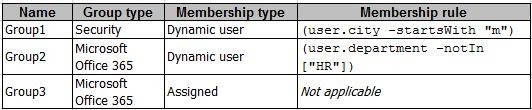 Name Group type Membership type Membership rule
Group1 Security Dynamic user (user.city -startsWith "m")
Group2 Microsoft Office 365 Dynamic user (user.department -notIn ["HR"])
Group3 Microsoft Office 365 Assigned Not applicable